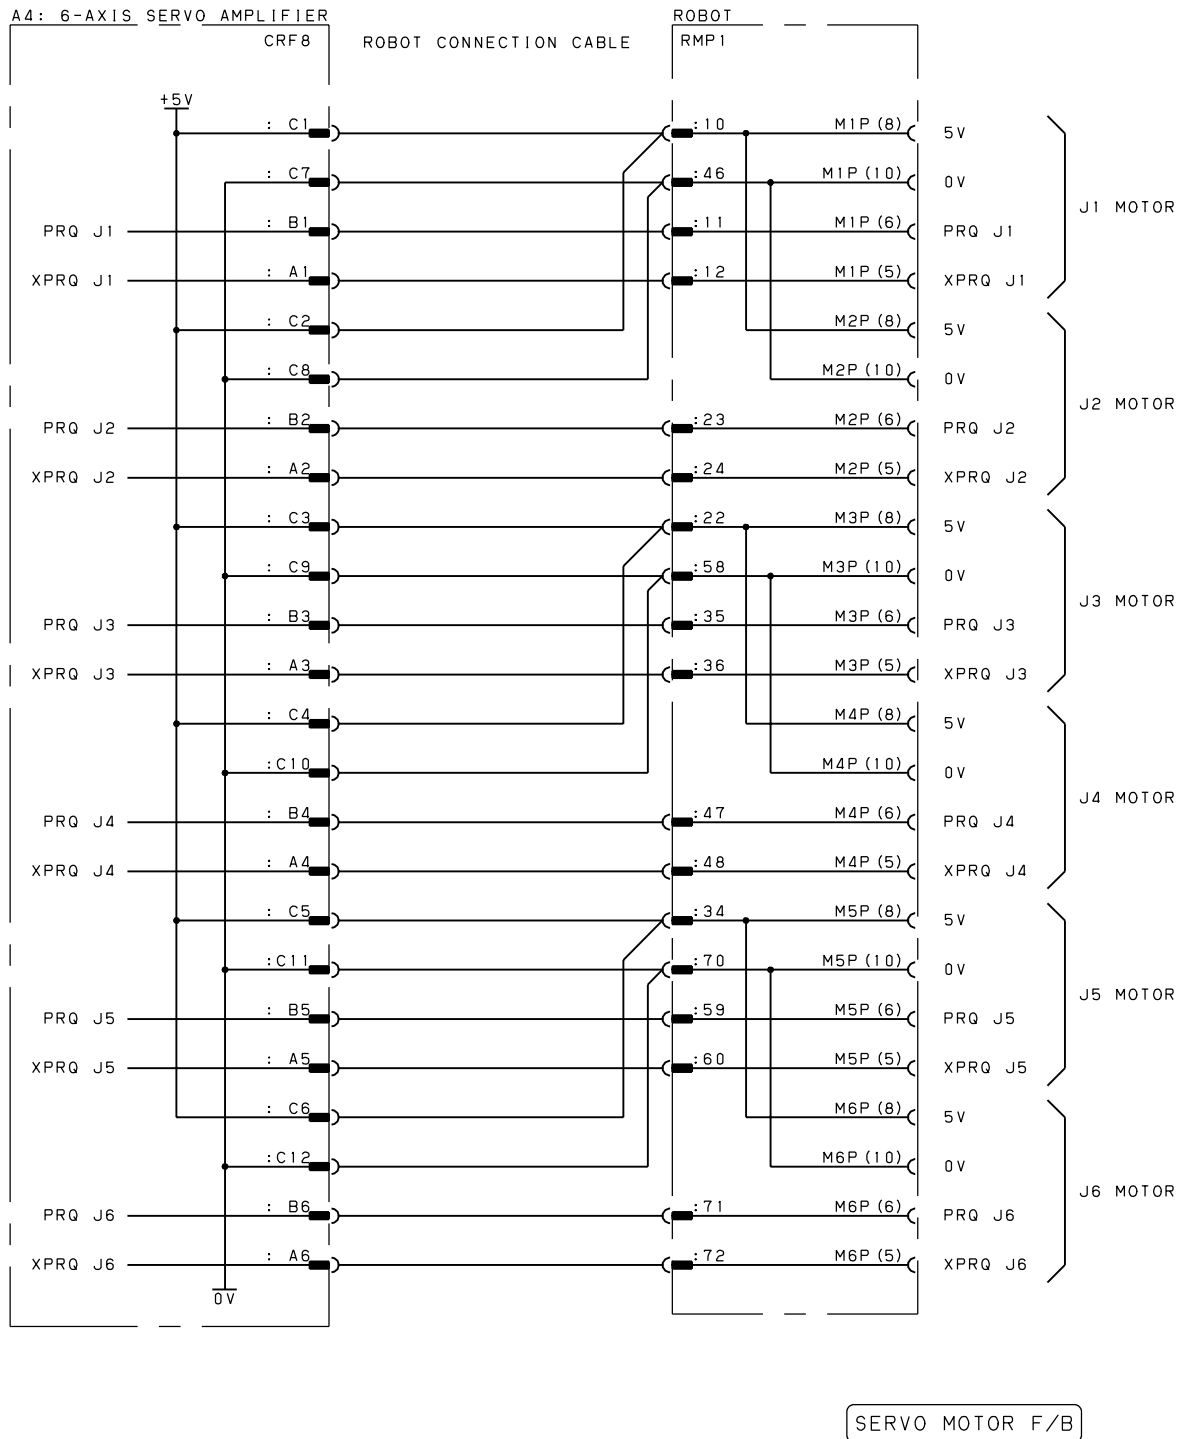 A4: 6-AXIS SERVO AMPLIFIER ROBOT
CRF8 ROBOT CONNECTION CABLE RMP1
+5V
: C1 :10 M1P(8) 5V
: C7 :46 M1P(10) 0V
J1 MOTOR
PRQ J1 : B1 :11 M1P(6) PRQ J1
XPRQ J1 : A1 :12 M1P(5) XPRQ J1
: C2 M2P(8) 5V
: C8 M2P(10) 0V
J2 MOTOR
PRQ J2 : B2 :23 M2P(6) PRQ J2
XPRQ J2 : A2 :24 M2P(5) XPRQ J2
: C3 :22 M3P(8) 5V
: C9 :58 M3P(10) 0V
J3 MOTOR
PRQ J3 : B3 :35 M3P(6) PRQ J3
XPRQ J3 : A3 :36 M3P(5) XPRQ J3
: C4 M4P(8) 5V
:C10 M4P(10) 0V
J4 MOTOR
PRQ J4 : B4 :47 M4P(6) PRQ J4
XPRQ J4 : A4 :48 M4P(5) XPRQ J4
: C5 :34 M5P(8) 5V
:C11 :70 M5P(10) 0V
J5 MOTOR
PRQ J5 : B5 :59 M5P(6) PRQ J5
XPRQ J5 : A5 :60 M5P(5) XPRQ J5
: C6 M6P(8) 5V
:C12 M6P(10) 0V
J6 MOTOR
PRQ J6 : B6 :71 M6P(6) PRQ J6
XPRQ J6 : A6 :72 M6P(5) XPRQ J6
0V
SERVO MOTOR F/B